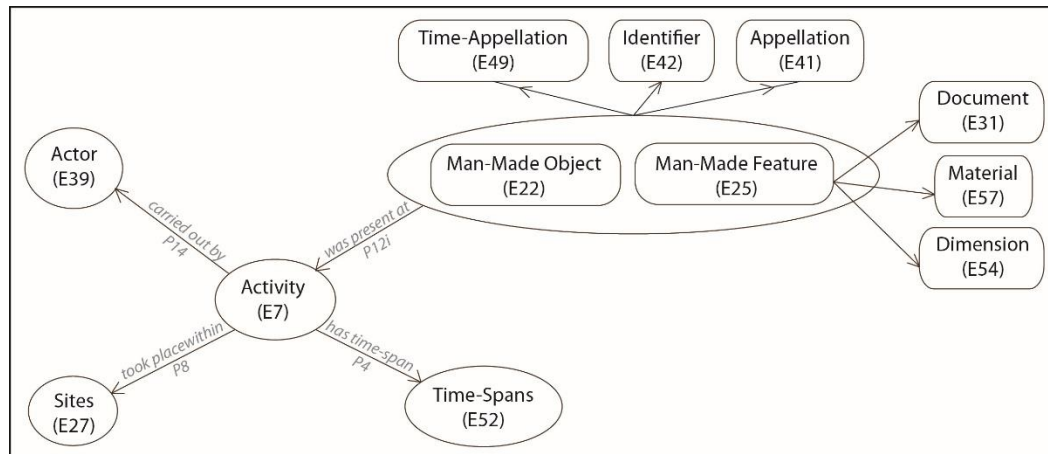 Time-Appellation
(E49)
Identifier
(E42)
Appellation
(E41)
Document
(E31)
Actor
(E39)
Man-Made Object
(E22)
Man-Made Feature
(E25)
Material
(E57)
carried out by
P14
was present at
P12i
Dimension
(E54)
Activity
(E7)
took placewithin
P8
has time-span
P4
Sites
(E27)
Time-Spans
(E52)